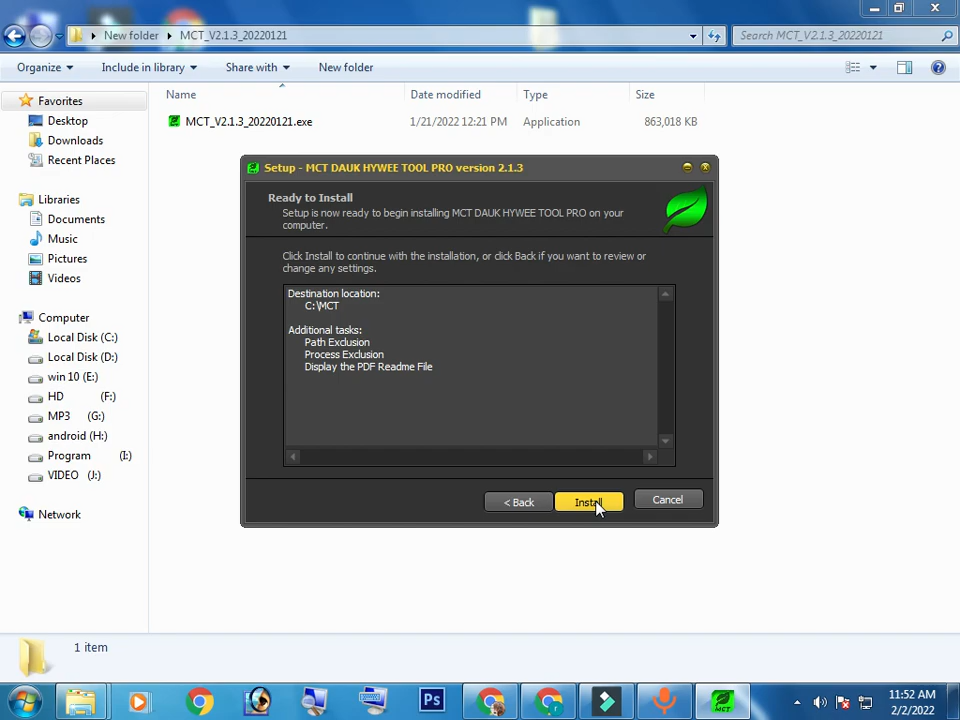 New folder
MCT_V2.1.3_20220121
Search MCT_V2.1.3_20220121
Organize
Include in library
Share with
New folder
Favorites
Desktop
Downloads
Recent Places
Libraries
Documents
Music
Pictures
Videos
Computer
Local Disk (C:)
Local Disk (D:)
win 10 (E:)
HD (F:)
MP3 (G:)
android (H:)
Program (I:)
VIDEO (J:)
Network
Name
Date modified
Type
Size
MCT_V2.1.3_20220121.exe
1/21/2022 12:21 PM
Application
863,018 KB
Setup - MCT DAUK HYWEE TOOL PRO version 2.1.3
Ready to Install
Setup is now ready to begin installing MCT DAUK HYWEE TOOL PRO on your
computer.
Click Install to continue with the installation, or click Back if you want to review or
change any settings.
Destination location:
C:\MCT
Additional tasks:
Path Exclusion
Process Exclusion
Display the PDF Readme File
< Back
Install
Cancel
1 item
Ps
MCT
11:52 AM
2/2/2022